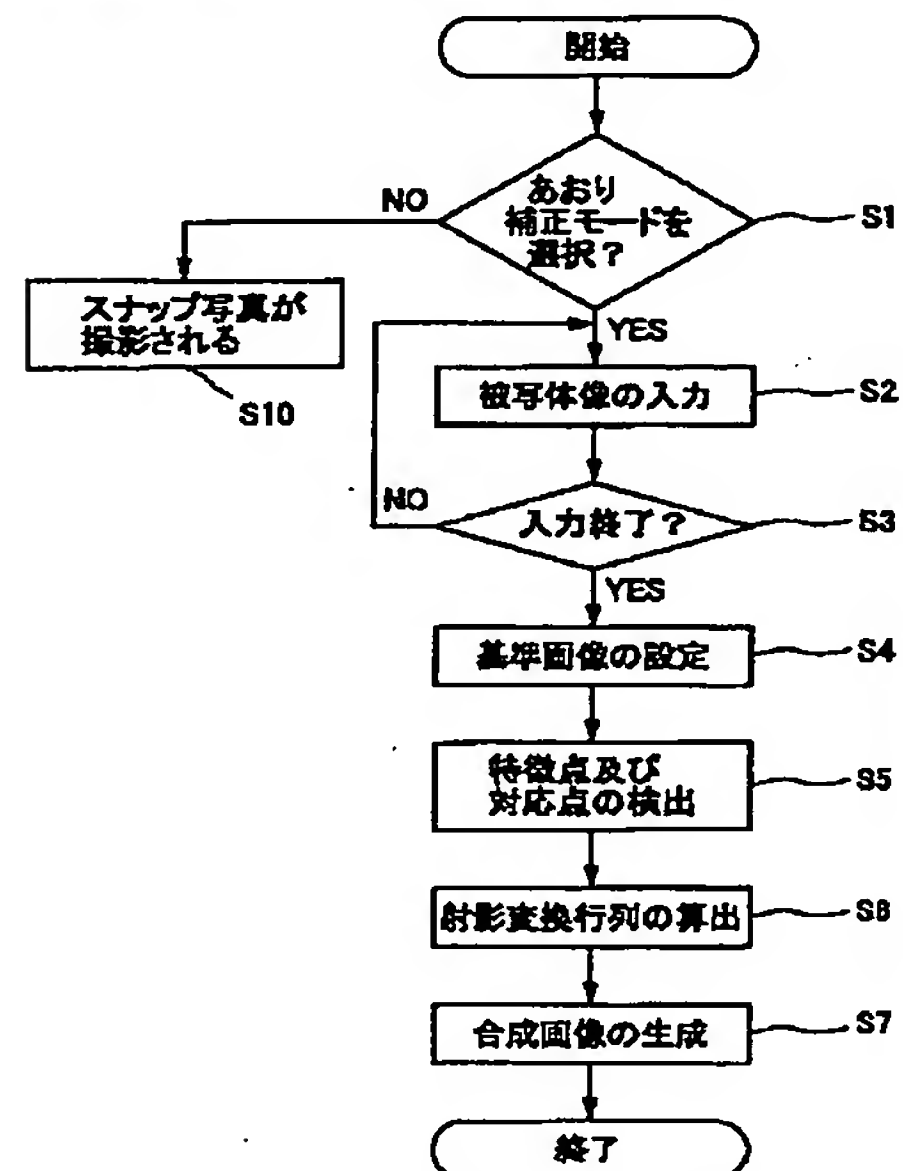 開始
あおり
補正モードを
選択？
S1
NO
YES
スナップ写真が
撮影される
S10
被写体像の入力
S2
入力終了？
S3
NO
YES
基準画像の設定
S4
特徴点及び
対応点の検出
S5
射影変換行列の算出
S6
合成画像の生成
S7
終了